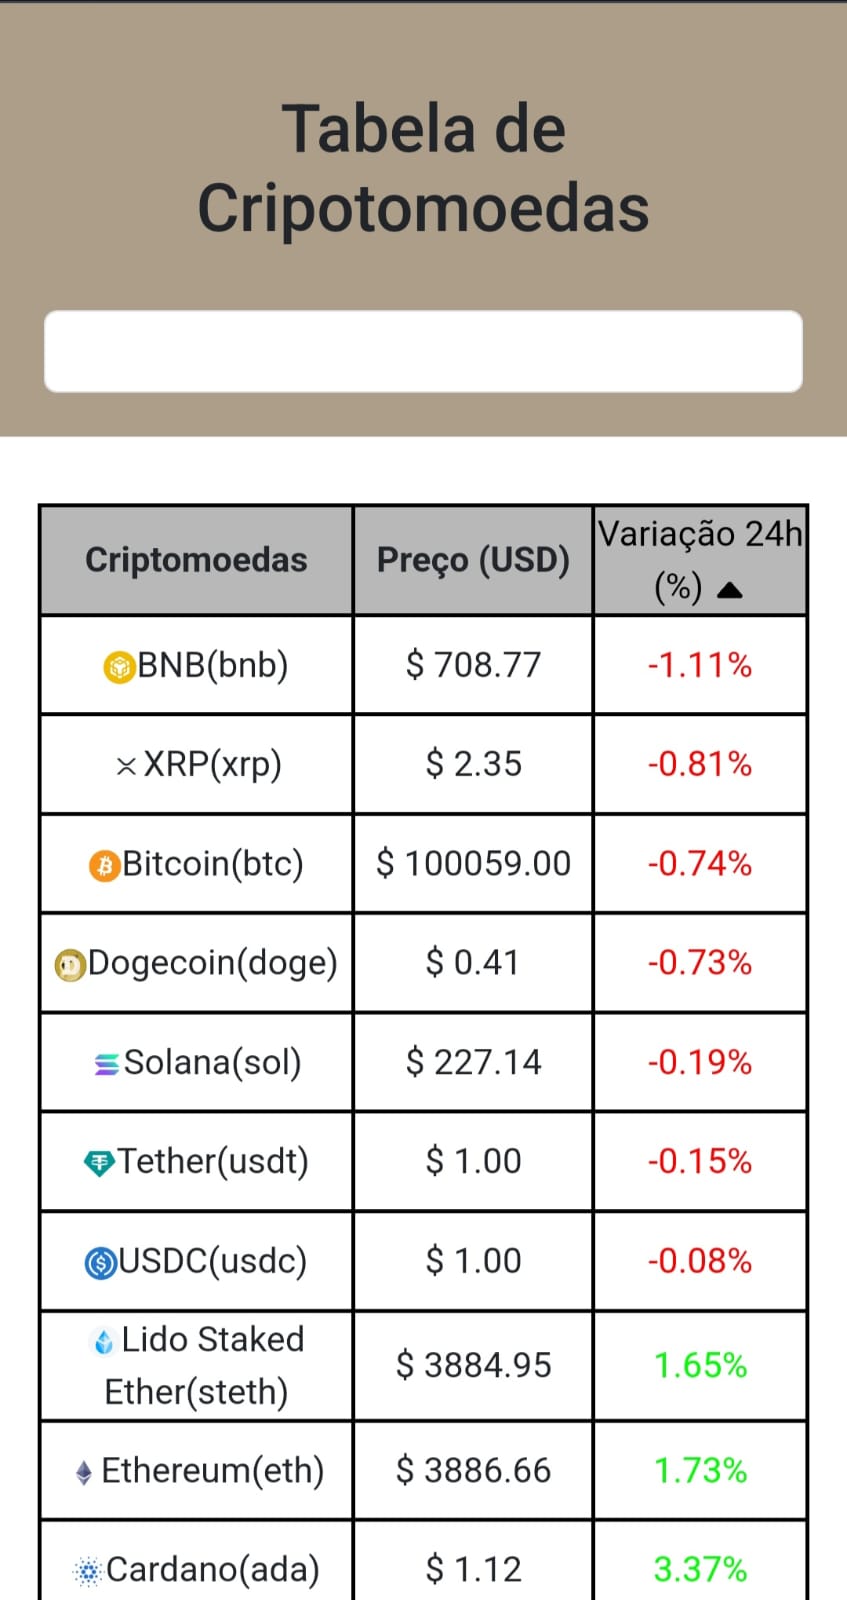 Tabela de
Cripotomoedas
Criptomoedas Preço (USD) Variação 24h
(%) ▲
BNB(bnb) $ 708.77 -1.11%
XRP(xrp) $ 2.35 -0.81%
Bitcoin(btc) $ 100059.00 -0.74%
Dogecoin(doge) $ 0.41 -0.73%
Solana(sol) $ 227.14 -0.19%
Tether(usdt) $ 1.00 -0.15%
USDC(usdc) $ 1.00 -0.08%
Lido Staked
Ether(steth) $ 3884.95 1.65%
Ethereum(eth) $ 3886.66 1.73%
Cardano(ada) $ 1.12 3.37%